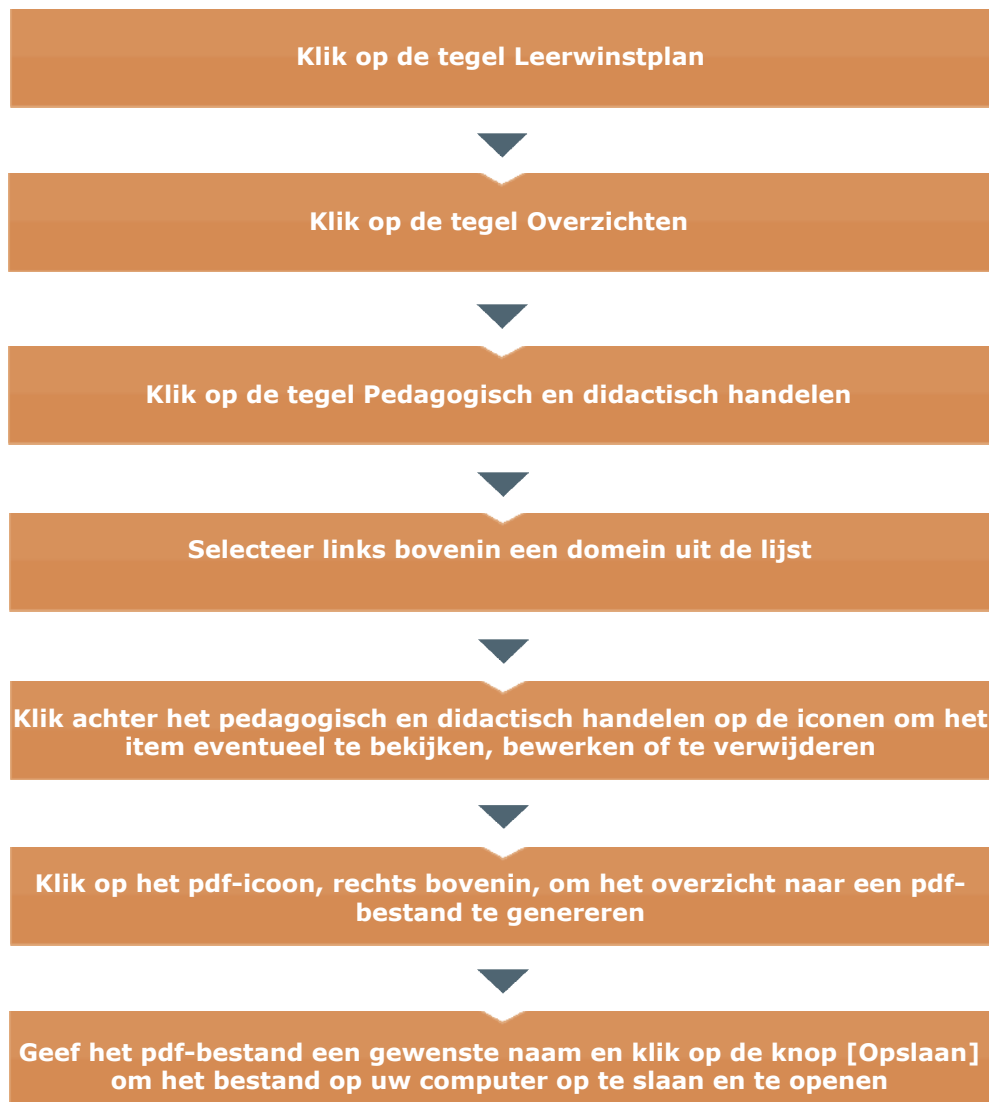 Klik op de tegel Leerwinstplan
Klik op de tegel Overzichten
Klik op de tegel Pedagogisch en didactisch handelen
Selecteer links bovenin een domein uit de lijst
Klik achter het pedagogisch en didactisch handelen op de iconen om het
item eventueel te bekijken, bewerken of te verwijderen
Klik op het pdf-icoon, rechts bovenin, om het overzicht naar een pdf-
bestand te genereren
Geef het pdf-bestand een gewenste naam en klik op de knop [Opslaan]
om het bestand op uw computer op te slaan en te openen